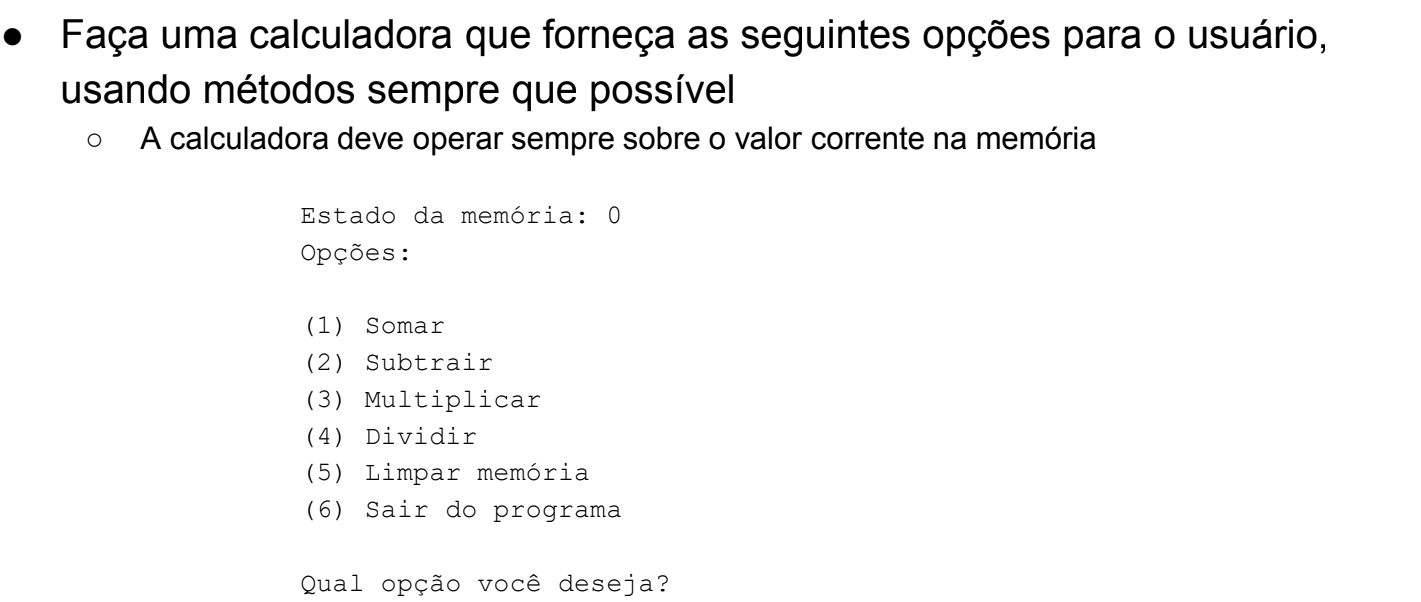 ● Faça uma calculadora que forneça as seguintes opções para o usuário,
usando métodos sempre que possível
○ A calculadora deve operar sempre sobre o valor corrente na memória
Estado da memória: 0
Opções:
(1) Somar
(2) Subtrair
(3) Multiplicar
(4) Dividir
(5) Limpar memória
(6) Sair do programa
Qual opção você deseja?